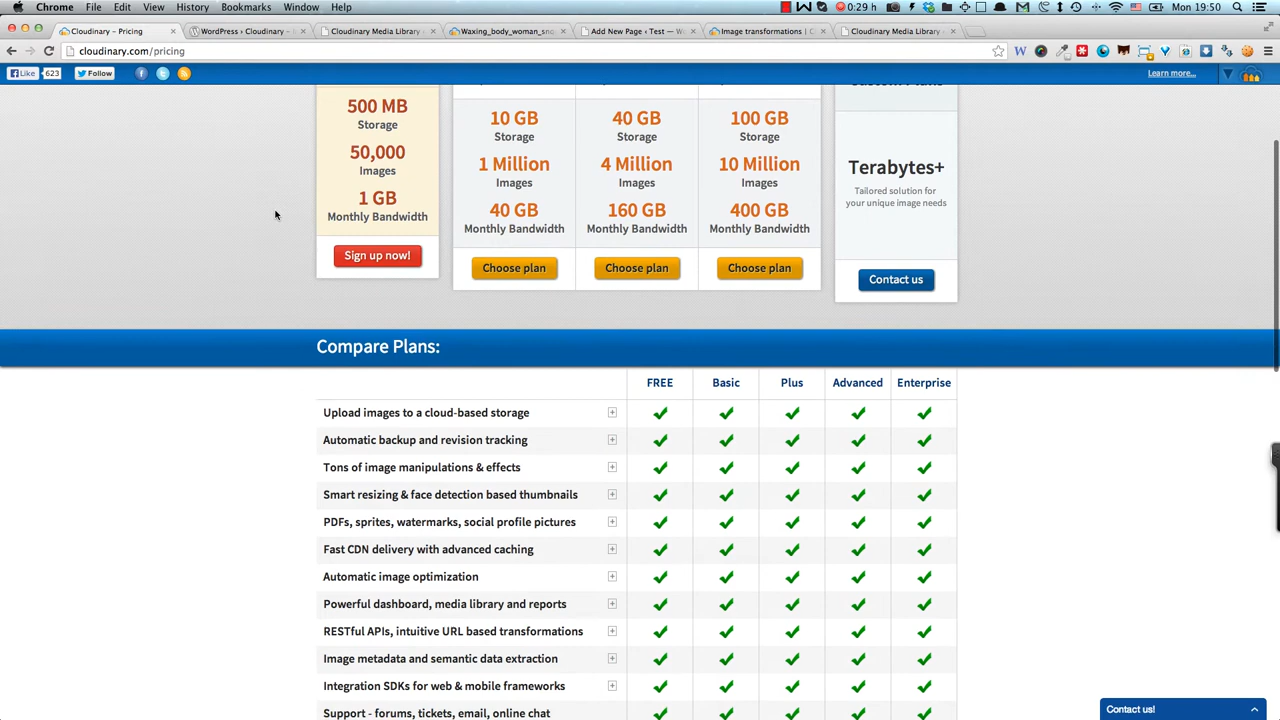 Chrome File Edit View History Bookmarks Window Help
0:29 h Mon 19:50
Cloudinary - Pricing
WordPress › Cloudinary -
Cloudinary Media Library
Waxing_body_woman_sno
Add New Page ‹ Test —
Image transformations | C
Cloudinary Media Library
cloudinary.com/pricing
Like 623 Follow Learn more...
500 MB
Storage
50,000
Images
1 GB
Monthly Bandwidth
Sign up now!
10 GB
Storage
1 Million
Images
40 GB
Monthly Bandwidth
Choose plan
40 GB
Storage
4 Million
Images
160 GB
Monthly Bandwidth
Choose plan
100 GB
Storage
10 Million
Images
400 GB
Monthly Bandwidth
Choose plan
Terabytes+
Tailored solution for
your unique image needs
Contact us
Compare Plans:
FREE Basic Plus Advanced Enterprise
Upload images to a cloud-based storage
Automatic backup and revision tracking
Tons of image manipulations & effects
Smart resizing & face detection based thumbnails
PDFs, sprites, watermarks, social profile pictures
Fast CDN delivery with advanced caching
Automatic image optimization
Powerful dashboard, media library and reports
RESTful APIs, intuitive URL based transformations
Image metadata and semantic data extraction
Integration SDKs for web & mobile frameworks
Support - forums, tickets, email, online chat
Contact us!